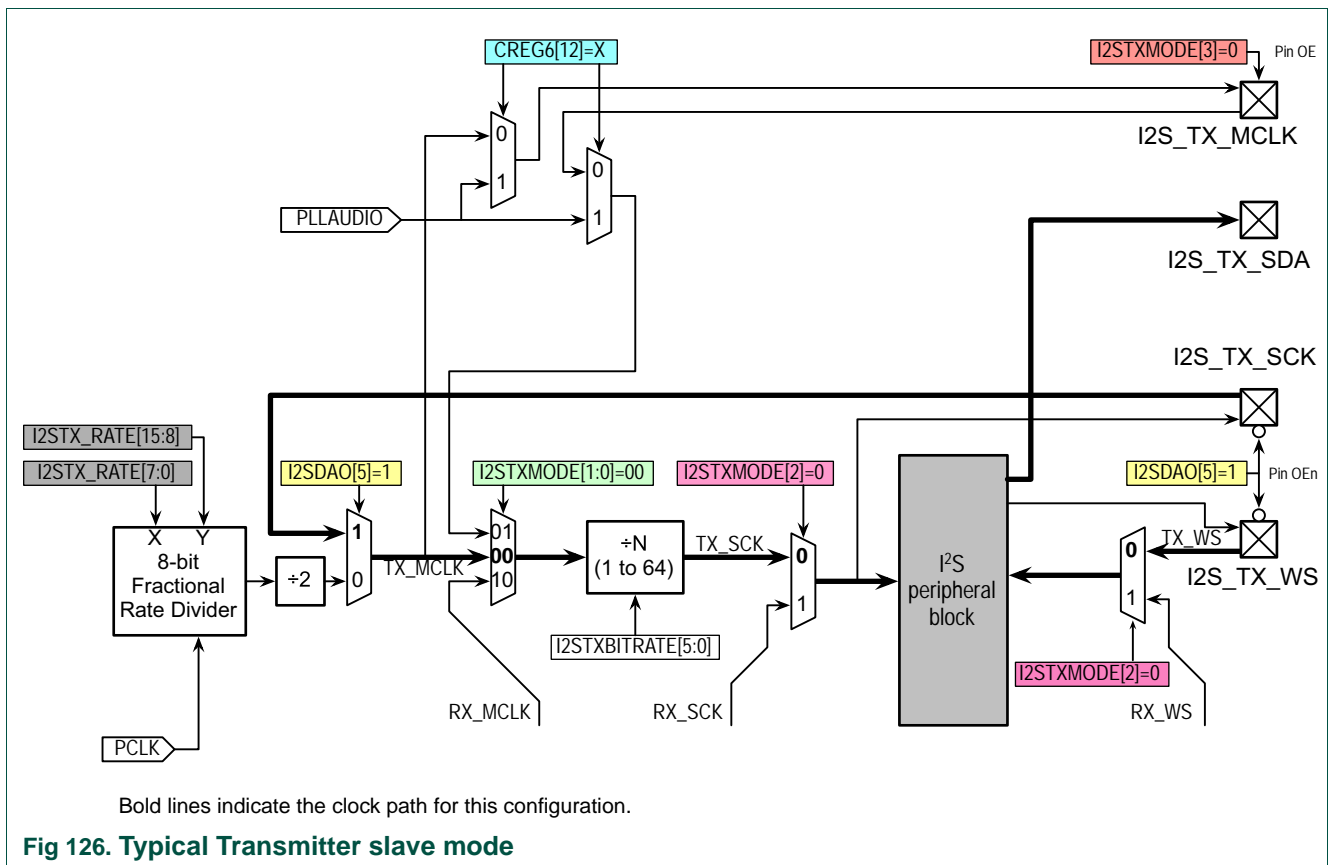 CREG6[12]=X
I2STXMODE[3]=0
Pin OE
0
1
0
1
I2S_TX_MCLK
PLLAUDIO
I2S_TX_SDA
I2S_TX_SCK
I2STX_RATE[15:8]
I2STX_RATE[7:0]
I2SDAO[5]=1
I2STXMODE[1:0]=00
I2STXMODE[2]=0
I2SDAO[5]=1
Pin OEn
X Y
8-bit
Fractional
Rate Divider
÷2
1
0
TX_MCLK
01
00
10
÷N
(1 to 64)
TX_SCK
0
1
I2S
peripheral
block
0
1
TX_WS
I2S_TX_WS
I2STXBITRATE[5:0]
I2STXMODE[2]=0
RX_MCLK
RX_SCK
RX_WS
PCLK
Bold lines indicate the clock path for this configuration.
Fig 126. Typical Transmitter slave mode